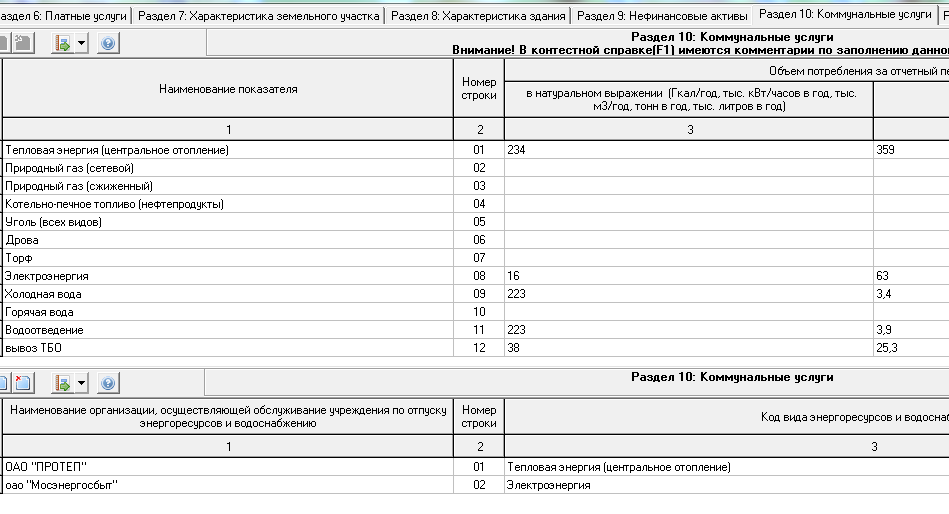 аздел 6: Платные услуги Раздел 7: Характеристика земельного участка Раздел 8: Характеристика здания Раздел 9: Нефинансовые активы Раздел 10: Коммунальные услуги
Раздел 10: Коммунальные услуги
Внимание! В контестной справке(F1) имеются комментарии по заполнению данно
Наименование показателя Номер строки Объем потребления за отчетный пе
в натуральном выражении (Гкал/год, тыс. кВт/часов в год, тыс.
м3/год, тонн в год, тыс. литров в год)
1 2 3
Тепловая энергия (центральное отопление) 01 234 359
Природный газ (сетевой) 02
Природный газ (сжиженный) 03
Котельно-печное топливо (нефтепродукты) 04
Уголь (всех видов) 05
Дрова 06
Торф 07
Электроэнергия 08 16 63
Холодная вода 09 223 3,4
Горячая вода 10
Водоотведение 11 223 3,9
вывоз ТБО 12 38 25,3
Раздел 10: Коммунальные услуги
Наименование организации, осуществляющей обслуживание учреждения по отпуску
энергоресурсов и водоснабжению
Номер
строки
Код вида энергоресурсов и водоснаб
1 2 3
ОАО "ПРОТЕП" 01 Тепловая энергия (центральное отопление)
оао "Мосэнергосбыт" 02 Электроэнергия